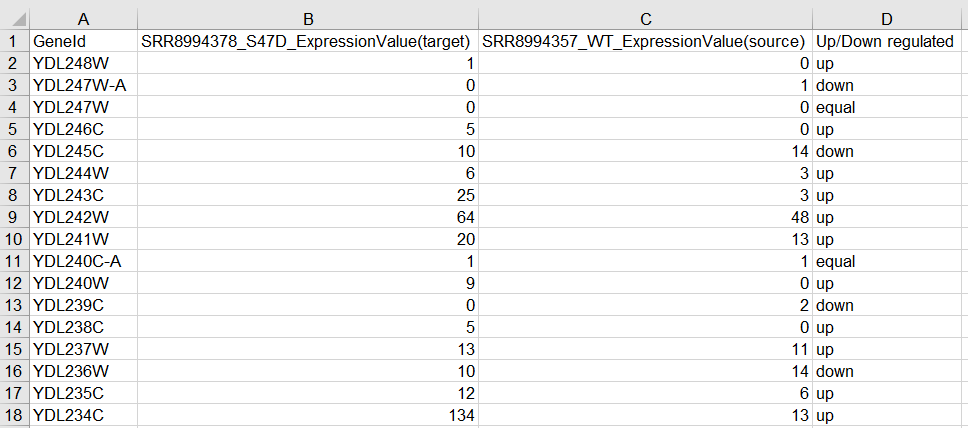 A B C D
1 GeneId SRR8994378_S47D_ExpressionValue(target) SRR8994357_WT_ExpressionValue(source) Up/Down regulated
2 YDL248W 1 0 up
3 YDL247W-A 0 1 down
4 YDL247W 0 0 equal
5 YDL246C 5 0 up
6 YDL245C 10 14 down
7 YDL244W 6 3 up
8 YDL243C 25 3 up
9 YDL242W 64 48 up
10 YDL241W 20 13 up
11 YDL240C-A 1 1 equal
12 YDL240W 9 0 up
13 YDL239C 0 2 down
14 YDL238C 5 0 up
15 YDL237W 13 11 up
16 YDL236W 10 14 down
17 YDL235C 12 6 up
18 YDL234C 134 13 up